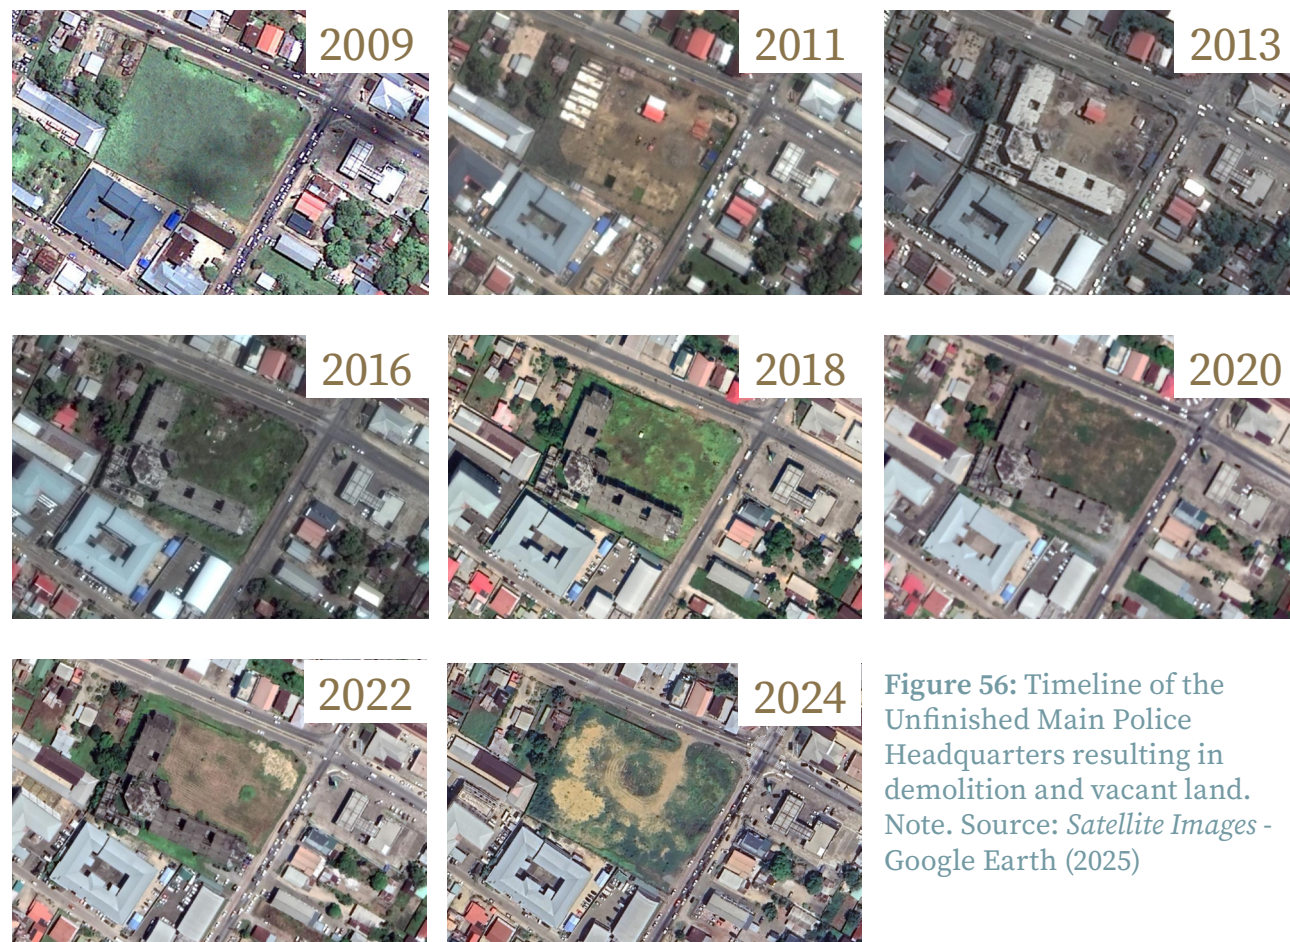 2009
2011
2013
2016
2018
2020
2022
2024
Figure 56: Timeline of the
Unfinished Main Police
Headquarters resulting in
demolition and vacant land.
Note. Source: Satellite Images -
Google Earth (2025)